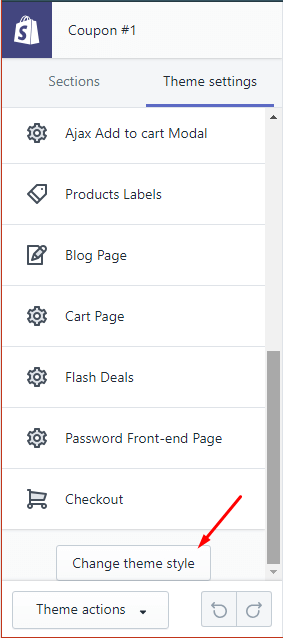 Coupon #1
Sections Theme settings
Ajax Add to cart Modal
Products Labels
Blog Page
Cart Page
Flash Deals
Password Front-end Page
Checkout
Change theme style
Theme actions